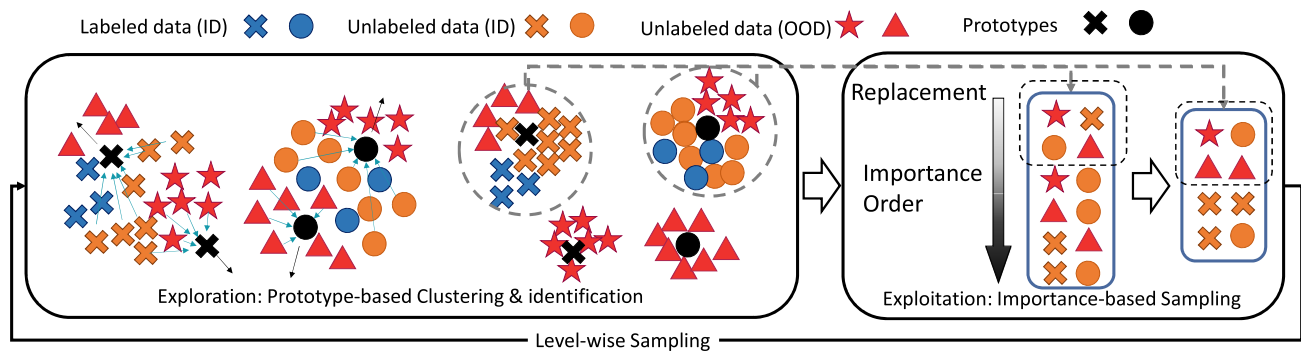 Labeled data (ID)
Unlabeled data (ID)
Unlabeled data (OOD)
Prototypes
Replacement
Importance
Order
Exploration: Prototype-based Clustering & identification
Exploitation: Importance-based Sampling
Level-wise Sampling